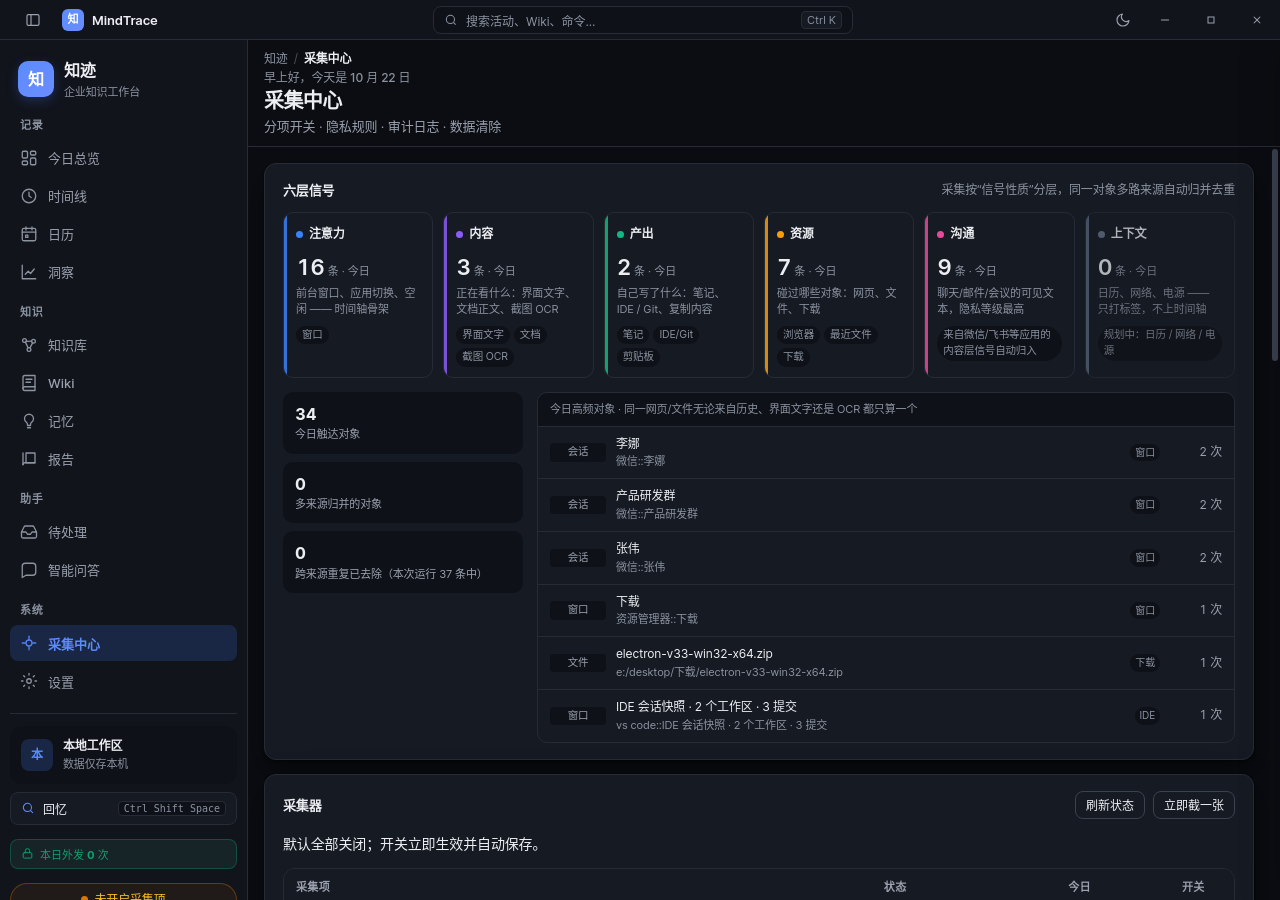 知 MindTrace
搜索活动、Wiki、命令... Ctrl K
知 知迹
企业知识工作台
记录
今日总览
时间线
日历
洞察
知识
知识库
Wiki
记忆
报告
助手
待处理
智能问答
系统
采集中心
设置
本 本地工作区
数据仅存本机
回忆 Ctrl Shift Space
本日外发 0 次
未开启采集项
知迹 / 采集中心
早上好，今天是 10 月 22 日
采集中心
分项开关 · 隐私规则 · 审计日志 · 数据清除
六层信号 采集按“信号性质”分层，同一对象多路来源自动归并去重
注意力
16 条 · 今日
前台窗口、应用切换、空
闲 —— 时间轴骨架
窗口
内容
3 条 · 今日
正在看什么：界面文字、
文档正文、截图 OCR
界面文字 文档
截图 OCR
产出
2 条 · 今日
自己写了什么：笔记、
IDE / Git、复制内容
笔记 IDE/Git
剪贴板
资源
7 条 · 今日
碰过哪些对象：网页、文
件、下载
浏览器 最近文件
下载
沟通
9 条 · 今日
聊天/邮件/会议的可见文
本，隐私等级最高
来自微信/飞书等应用的
内容层信号自动归入
上下文
0 条 · 今日
日历、网络、电源 ——
只打标签，不上时间轴
规划中：日历 / 网络 / 电
源
34
今日触达对象
0
多来源归并的对象
0
跨来源重复已去除（本次运行 37 条中）
今日高频对象 · 同一网页/文件无论来自历史、界面文字还是 OCR 都只算一个
会话 李娜 窗口 2 次
微信::李娜
会话 产品研发群 窗口 2 次
微信::产品研发群
会话 张伟 窗口 2 次
微信::张伟
窗口 下载 窗口 1 次
资源管理器::下载
文件 electron-v33-win32-x64.zip 下载 1 次
e:/desktop/下载/electron-v33-win32-x64.zip
窗口 IDE 会话快照 · 2 个工作区 · 3 提交 IDE 1 次
vs code::IDE 会话快照 · 2 个工作区 · 3 提交
采集器 刷新状态 立即截一张
默认全部关闭；开关立即生效并自动保存。
采集项 状态 今日 开关